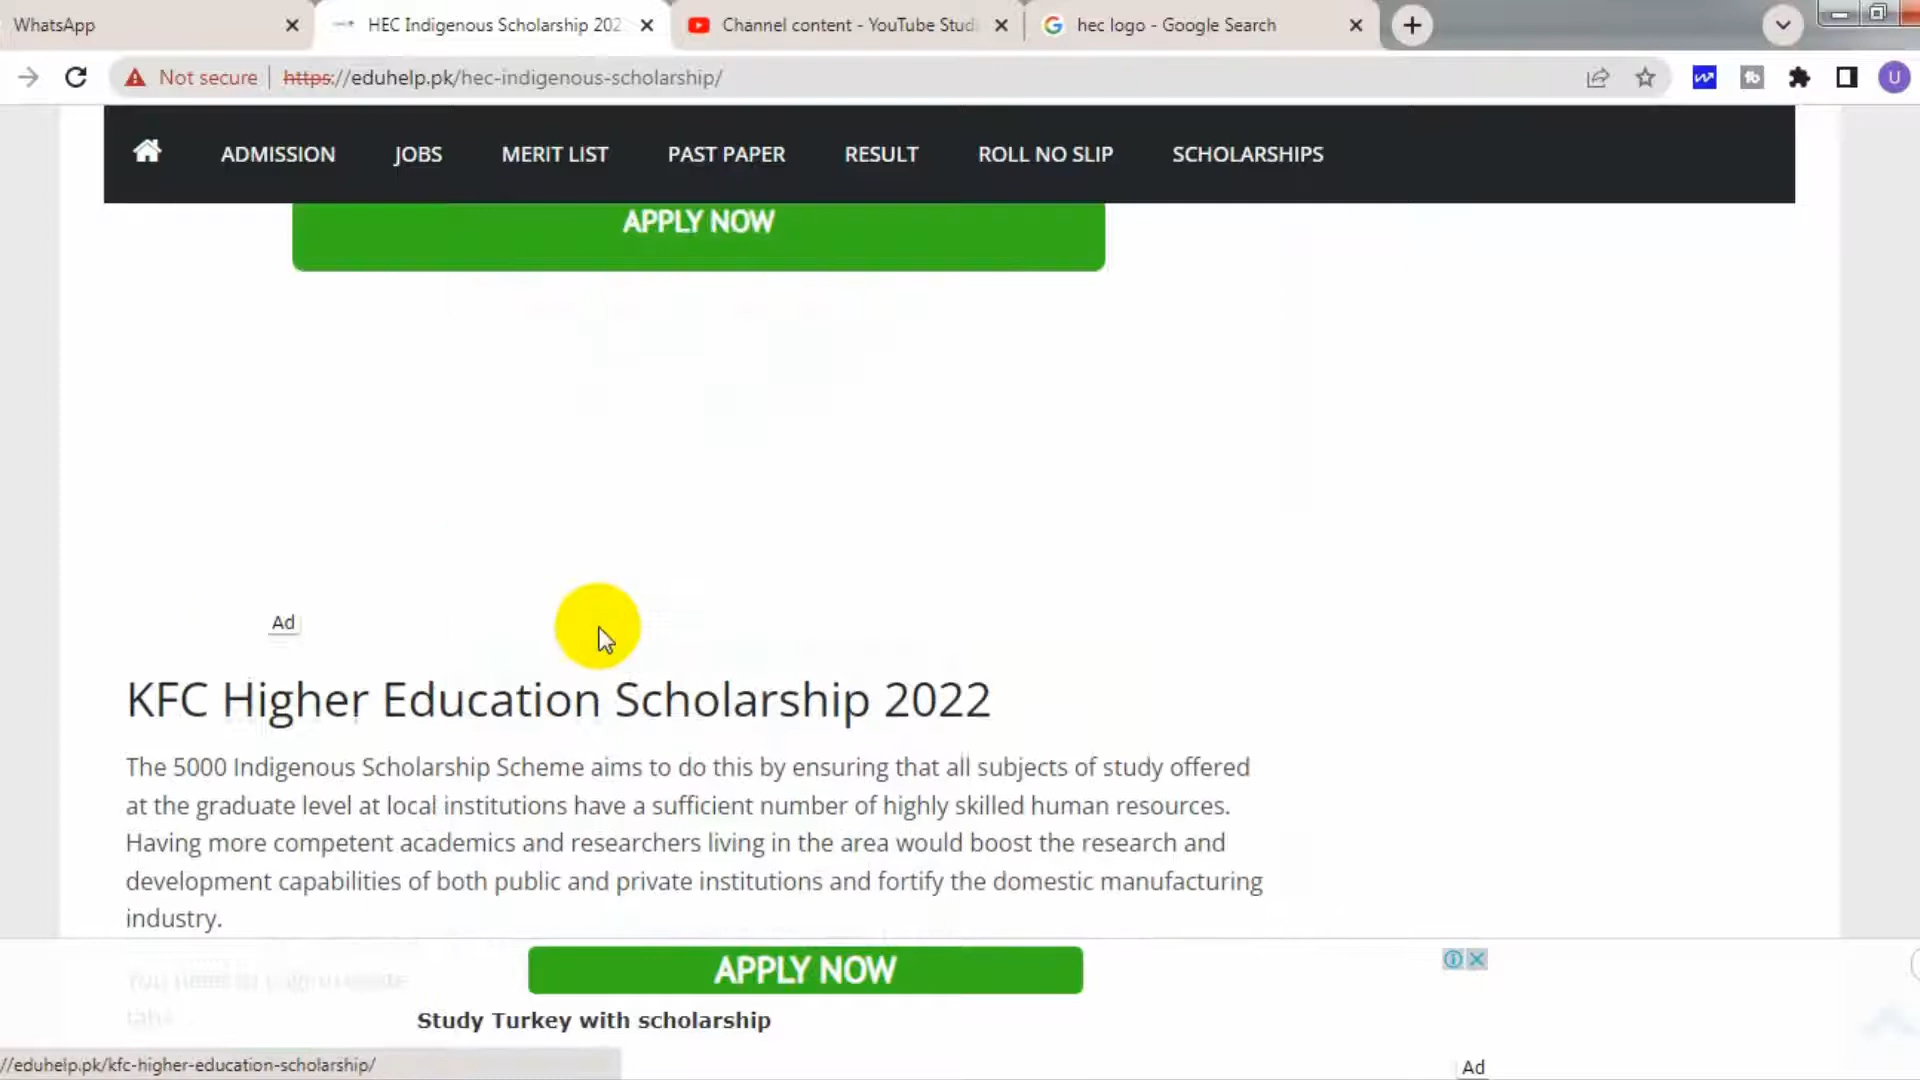 WhatsApp
HEC Indigenous Scholarship 202
Channel content - YouTube Studi
hec logo - Google Search
Not secure
https://eduhelp.pk/hec-indigenous-scholarship/
U
ADMISSION
JOBS
MERIT LIST
PAST PAPER
RESULT
ROLL NO SLIP
SCHOLARSHIPS
APPLY NOW
Ad
KFC Higher Education Scholarship 2022
The 5000 Indigenous Scholarship Scheme aims to do this by ensuring that all subjects of study offered
at the graduate level at local institutions have a sufficient number of highly skilled human resources.
Having more competent academics and researchers living in the area would boost the research and
development capabilities of both public and private institutions and fortify the domestic manufacturing
industry.
APPLY NOW
Study Turkey with scholarship
//eduhelp.pk/kfc-higher-education-scholarship/
Ad